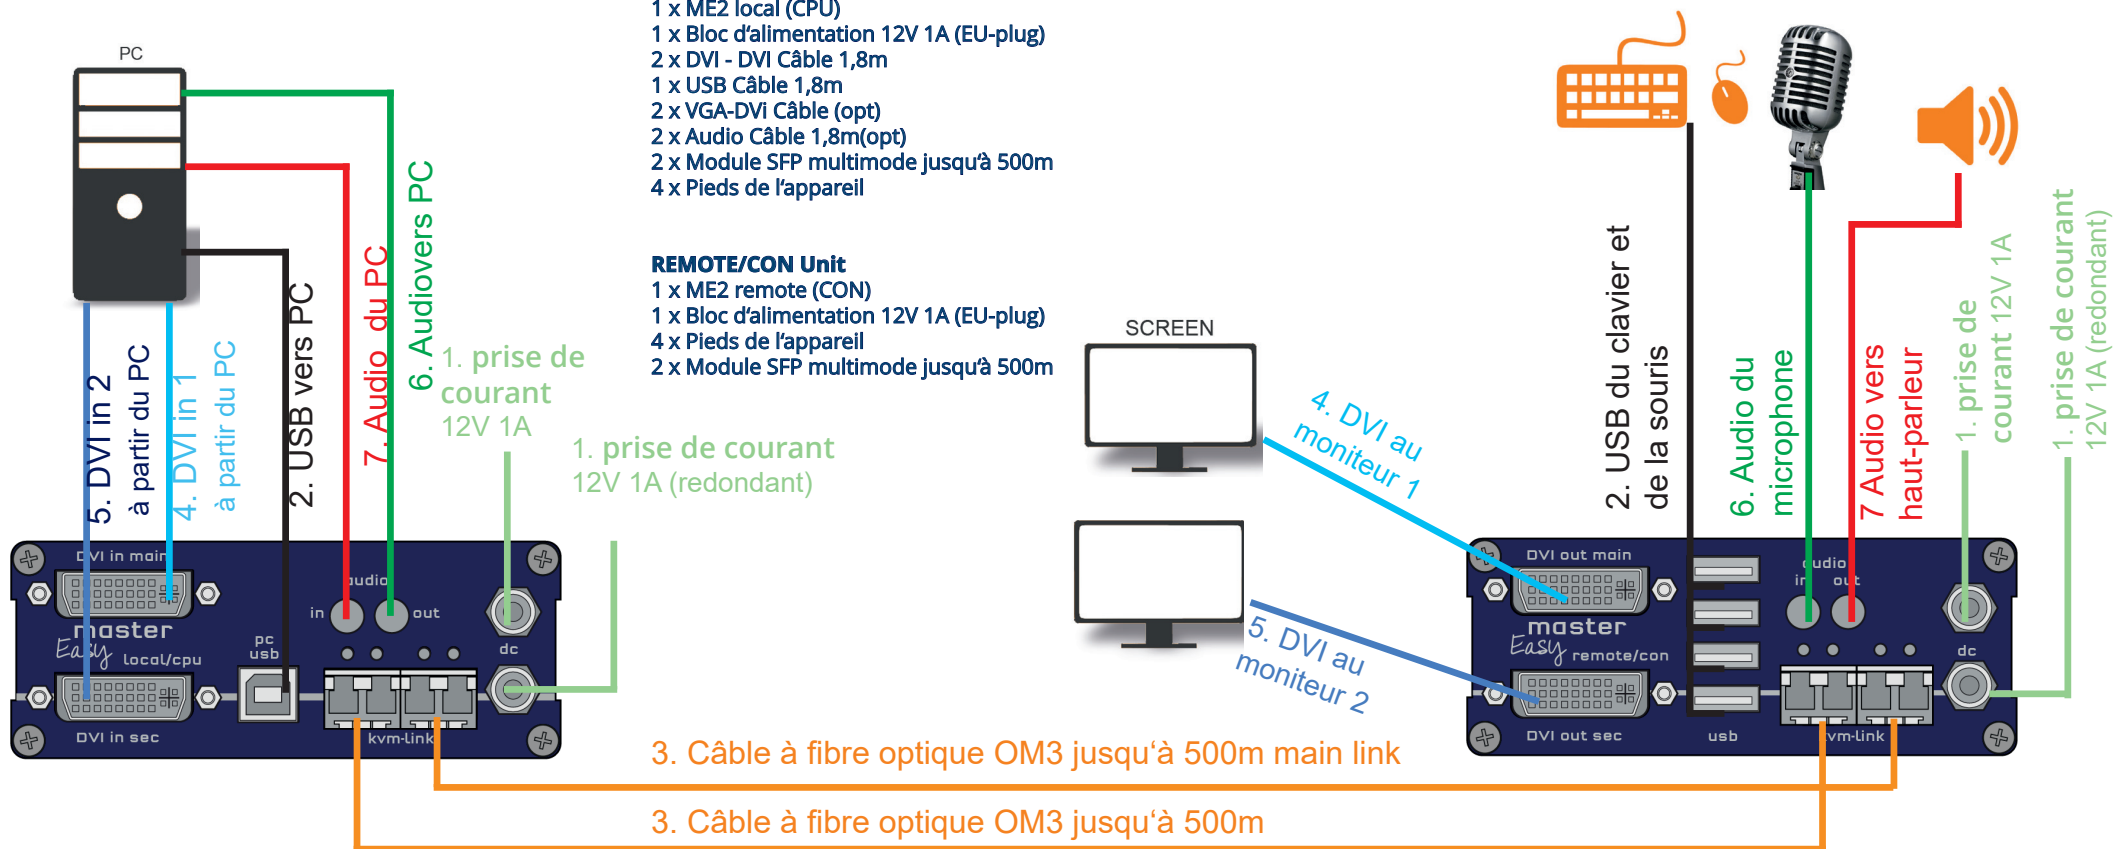 1 x ME2 local (CPU)
1 x Bloc d'alimentation 12V 1A (EU-plug)
2 x DVI - DVI Câble 1,8m
1 x USB Câble 1,8m
2 x VGA-DVi Câble (opt)
2 x Audio Câble 1,8m(opt)
2 x Module SFP multimode jusqu'à 500m
4 x Pieds de l'appareil
REMOTE/CON Unit
1 x ME2 remote (CON)
1 x Bloc d'alimentation 12V 1A (EU-plug)
4 x Pieds de l'appareil
2 x Module SFP multimode jusqu'à 500m
PC
5. DVI in 2
à partir du PC
4. DVI in 1
à partir du PC
2. USB vers PC
7. Audio du PC
6. Audiovers PC
1. prise de
courant
12V 1A
1. prise de courant
12V 1A (redondant)
SCREEN
4. DVI au
moniteur 1
5. DVI au
moniteur 2
2. USB du clavier et
de la souris
6. Audio du
microphone
7 Audio vers
haut-parleur
1. prise de
courant 12V 1A
1. prise de courant
12V 1A (redondant)
DVI in main
audio
in
out
master
Easy local/cpu
pc
usb
dc
DVI in sec
kvm-link
DVI out main
audio
in out
master
Easy remote/con
dc
DVI out sec
usb
kvm-link
3. Câble à fibre optique OM3 jusqu'à 500m main link
3. Câble à fibre optique OM3 jusqu'à 500m